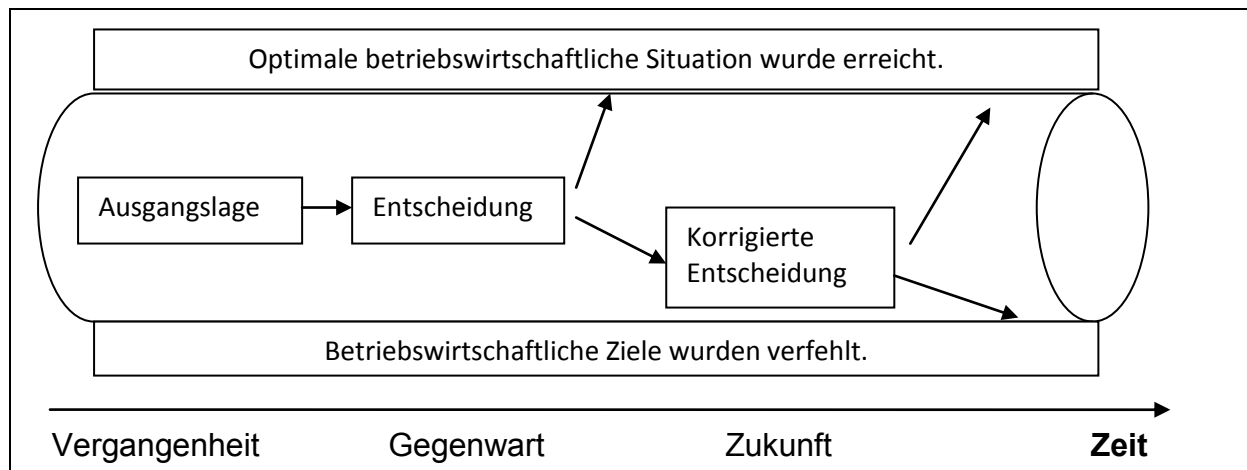 Optimale betriebswirtschaftliche Situation wurde erreicht.
Ausgangslage
Entscheidung
Korrigierte
Entscheidung
Betriebswirtschaftliche Ziele wurden verfehlt.
Vergangenheit Gegenwart Zukunft Zeit